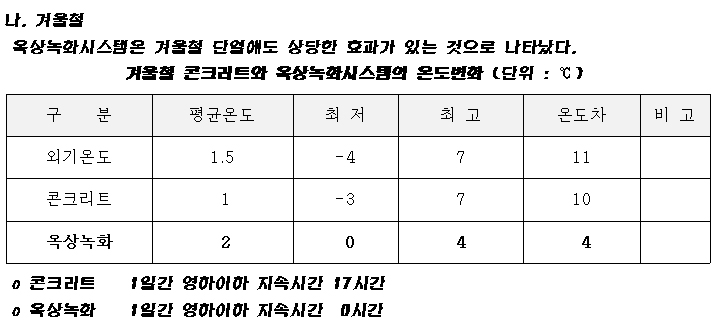 나. 겨울철
옥상녹화시스템은 겨울철 단열에도 상당한 효과가 있는 것으로 나타났다.
겨울철 콘크리트와 옥상녹화시스템의 온도변화 (단위 : ℃)
구 분 평균온도 최 저 최 고 온도차 비 고
외기온도 1.5 -4 7 11
콘크리트 1 -3 7 10
옥상녹화 2 0 4 4
o 콘크리트 1일간 영하이하 지속시간 17시간
o 옥상녹화 1일간 영하이하 지속시간 0시간